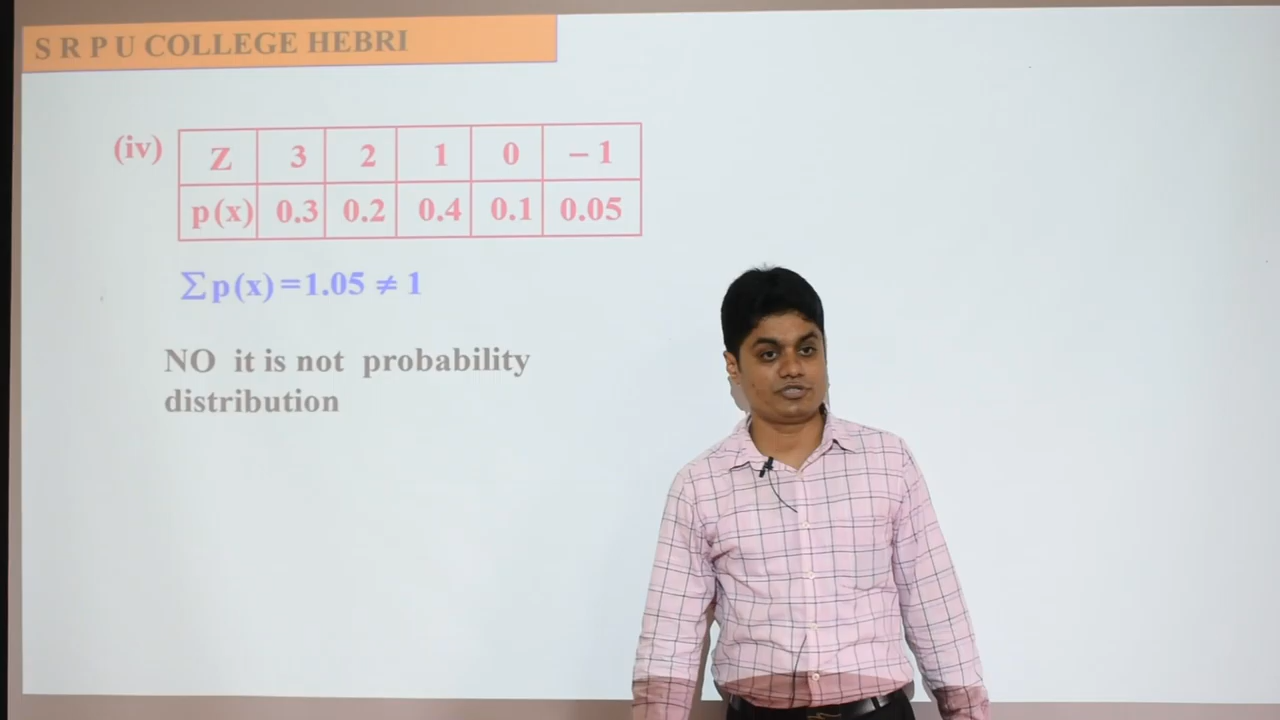 S R P U COLLEGE HEBRI
(iv) Z 3 2 1 0 – 1
p(x) 0.3 0.2 0.4 0.1 0.05
∑p(x)=1.05 ≠ 1
NO it is not probability
distribution